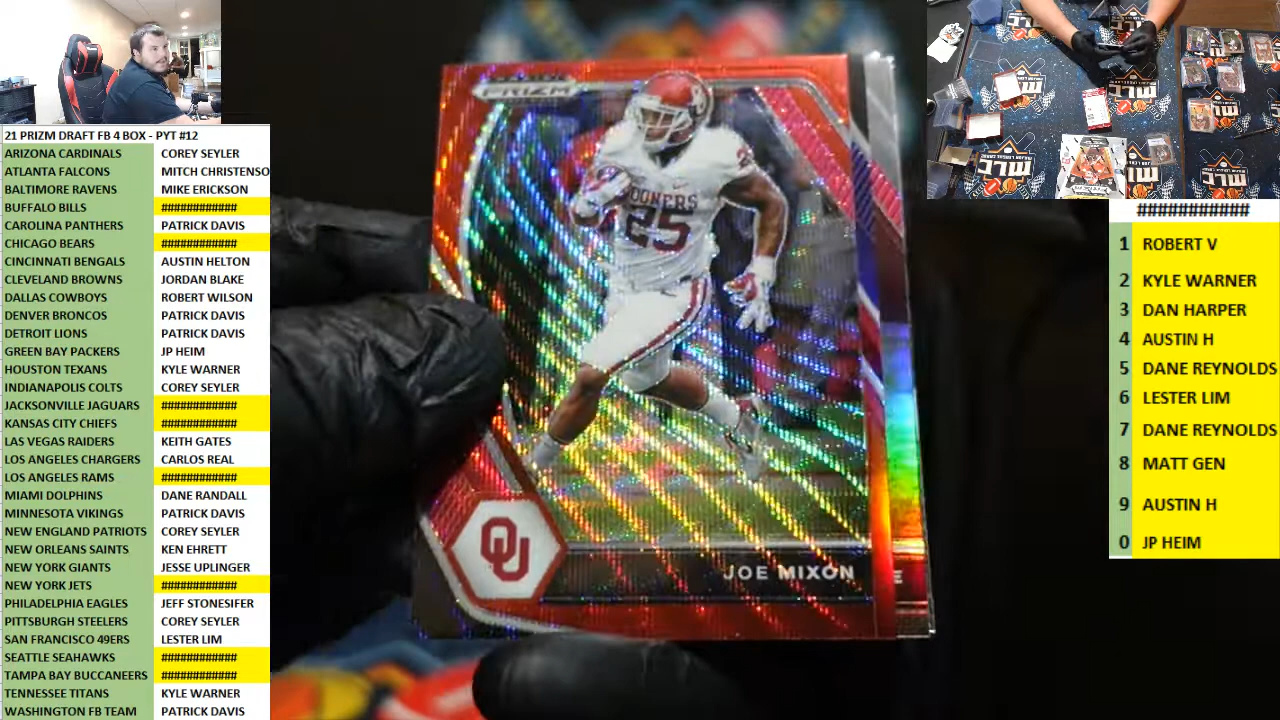 21 PRIZM DRAFT FB 4 BOX - PYT #12
ARIZONA CARDINALS COREY SEYLER
ATLANTA FALCONS MITCH CHRISTENSO
BALTIMORE RAVENS MIKE ERICKSON
BUFFALO BILLS ############
CAROLINA PANTHERS PATRICK DAVIS
CHICAGO BEARS ############
CINCINNATI BENGALS AUSTIN HELTON
CLEVELAND BROWNS JORDAN BLAKE
DALLAS COWBOYS ROBERT WILSON
DENVER BRONCOS PATRICK DAVIS
DETROIT LIONS PATRICK DAVIS
GREEN BAY PACKERS JP HEIM
HOUSTON TEXANS KYLE WARNER
INDIANAPOLIS COLTS COREY SEYLER
JACKSONVILLE JAGUARS ############
KANSAS CITY CHIEFS ############
LAS VEGAS RAIDERS KEITH GATES
LOS ANGELES CHARGERS CARLOS REAL
LOS ANGELES RAMS ############
MIAMI DOLPHINS DANE RANDALL
MINNESOTA VIKINGS PATRICK DAVIS
NEW ENGLAND PATRIOTS COREY SEYLER
NEW ORLEANS SAINTS KEN EHRETT
NEW YORK GIANTS JESSE UPLINGER
NEW YORK JETS ############
PHILADELPHIA EAGLES JEFF STONESIFER
PITTSBURGH STEELERS COREY SEYLER
SAN FRANCISCO 49ERS LESTER LIM
SEATTLE SEAHAWKS ############
TAMPA BAY BUCCANEERS ############
TENNESSEE TITANS KYLE WARNER
WASHINGTON FB TEAM PATRICK DAVIS
PRIZM
SOONERS
25
OU
JOE MIXON
E
MLC
MLC
MLC
MLC
###########
1 ROBERT V
2 KYLE WARNER
3 DAN HARPER
4 AUSTIN H
5 DANE REYNOLDS
6 LESTER LIM
7 DANE REYNOLDS
8 MATT GEN
9 AUSTIN H
0 JP HEIM